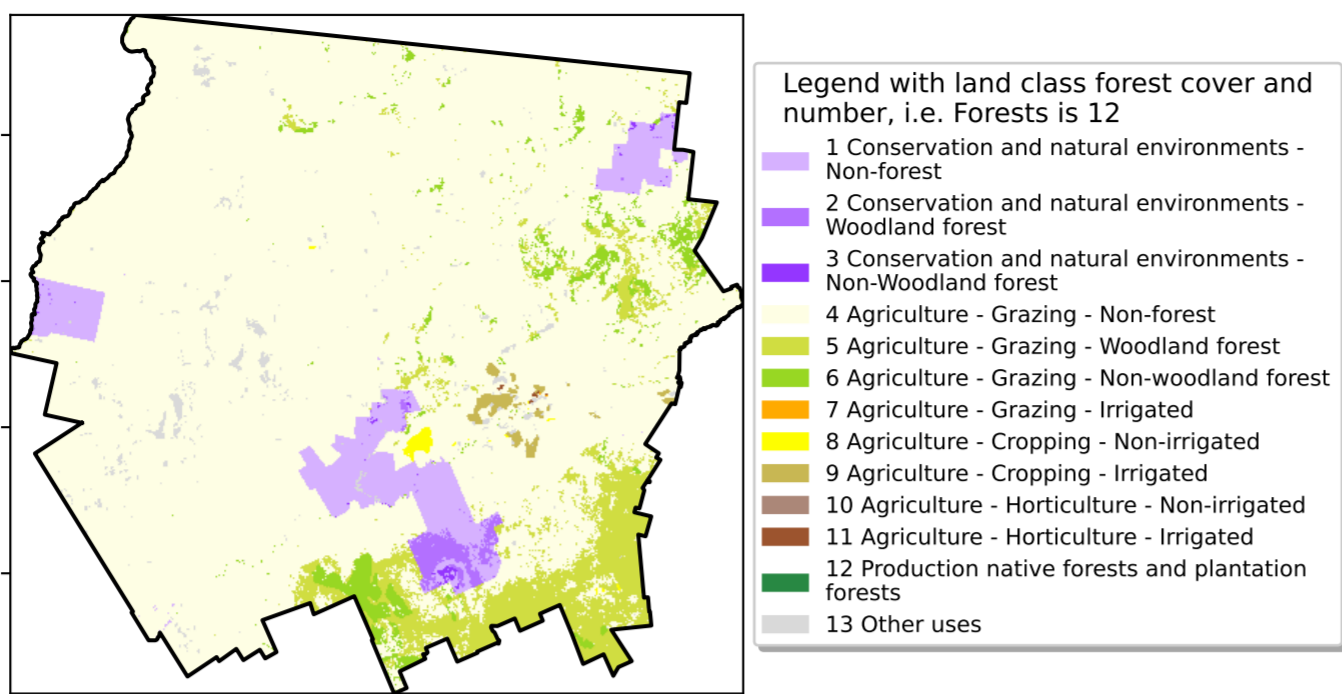 Legend with land class forest cover and
number, i.e. Forests is 12
1 Conservation and natural environments -
Non-forest
2 Conservation and natural environments -
Woodland forest
3 Conservation and natural environments -
Non-Woodland forest
4 Agriculture - Grazing - Non-forest
5 Agriculture - Grazing - Woodland forest
6 Agriculture - Grazing - Non-woodland forest
7 Agriculture - Grazing - Irrigated
8 Agriculture - Cropping - Non-irrigated
9 Agriculture - Cropping - Irrigated
10 Agriculture - Horticulture - Non-irrigated
11 Agriculture - Horticulture - Irrigated
12 Production native forests and plantation
forests
13 Other uses